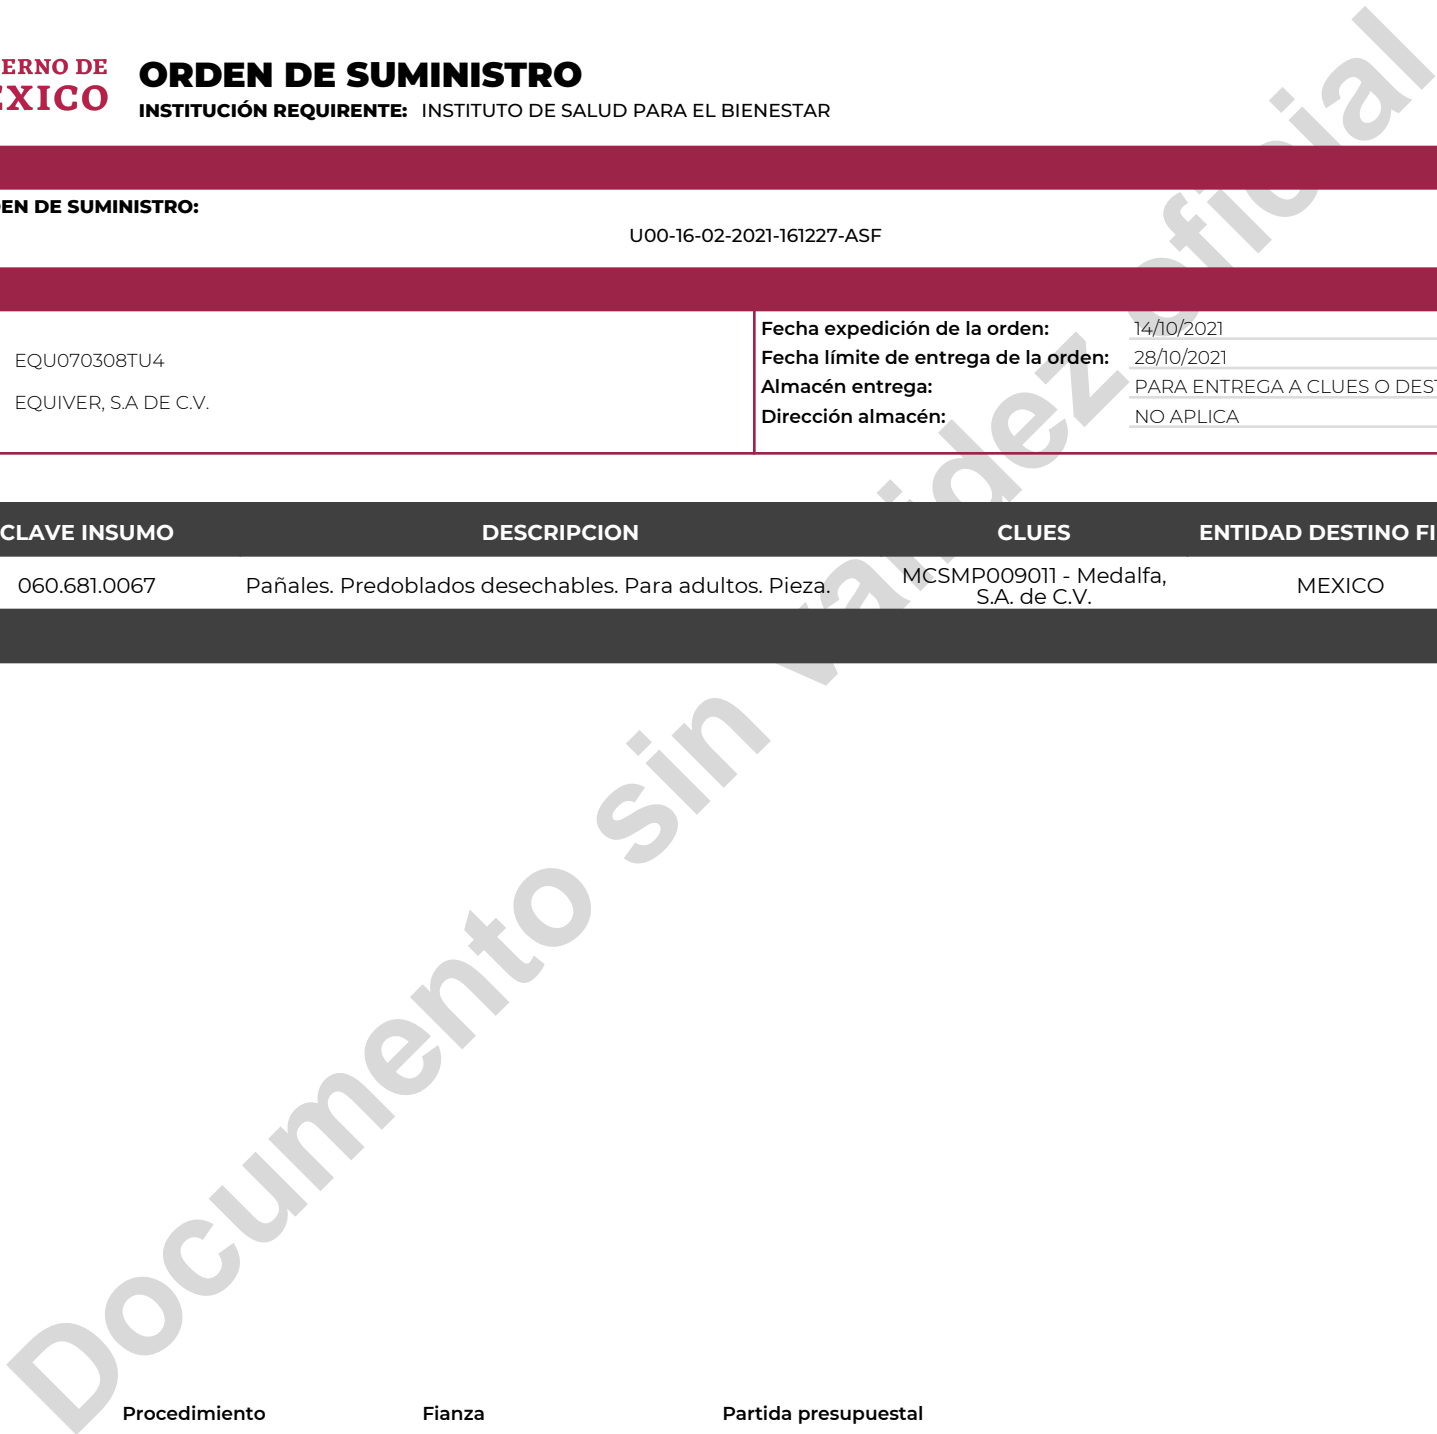 ERNO DE
EXICO
ORDEN DE SUMINISTRO
INSTITUCIÓN REQUIRENTE: INSTITUTO DE SALUD PARA EL BIENESTAR
EN DE SUMINISTRO:
U00-16-02-2021-161227-ASF
EQU070308TU4
EQUIVER, S.A DE C.V.
Fecha expedición de la orden: 14/10/2021
Fecha límite de entrega de la orden: 28/10/2021
Almacén entrega: PARA ENTREGA A CLUES O DEST
Dirección almacén: NO APLICA
CLAVE INSUMO DESCRIPCION CLUES ENTIDAD DESTINO FI
060.681.0067 Pañales. Predoblados desechables. Para adultos. Pieza. MCSMP009011 - Medalfa, S.A. de C.V. MEXICO
Documento sin validez oficial
Procedimiento Fianza Partida presupuestal